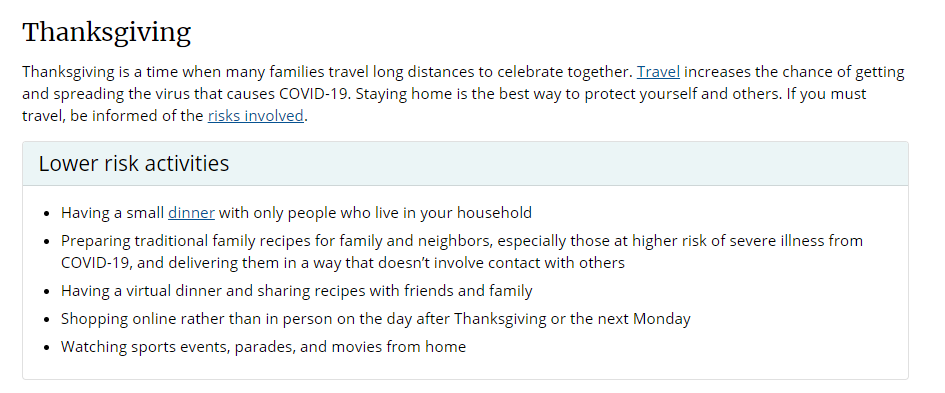 Thanksgiving
Thanksgiving is a time when many families travel long distances to celebrate together. Travel increases the chance of getting
and spreading the virus that causes COVID-19. Staying home is the best way to protect yourself and others. If you must
travel, be informed of the risks involved.
Lower risk activities
• Having a small dinner with only people who live in your household
• Preparing traditional family recipes for family and neighbors, especially those at higher risk of severe illness from
COVID-19, and delivering them in a way that doesn’t involve contact with others
• Having a virtual dinner and sharing recipes with friends and family
• Shopping online rather than in person on the day after Thanksgiving or the next Monday
• Watching sports events, parades, and movies from home